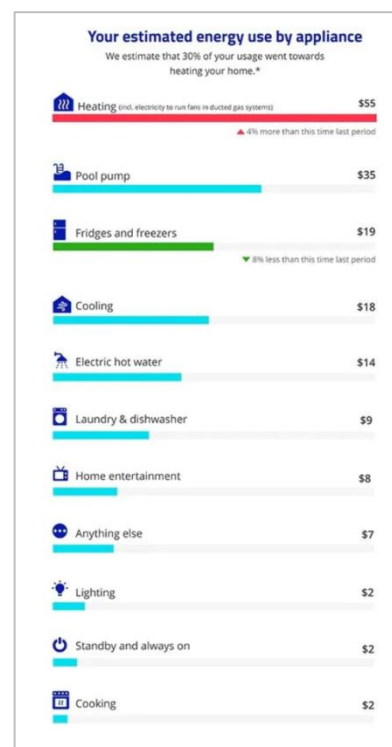 Your estimated energy use by appliance
We estimate that 30% of your usage went towards
heating your home.*
Heating (incl. electricity to run fans in ducted gas systems) $55
▲ 4% more than this time last period
Pool pump $35
Fridges and freezers $19
▼ 8% less than this time last period
Cooling $18
Electric hot water $14
Laundry & dishwasher $9
Home entertainment $8
Anything else $7
Lighting $2
Standby and always on $2
Cooking $2